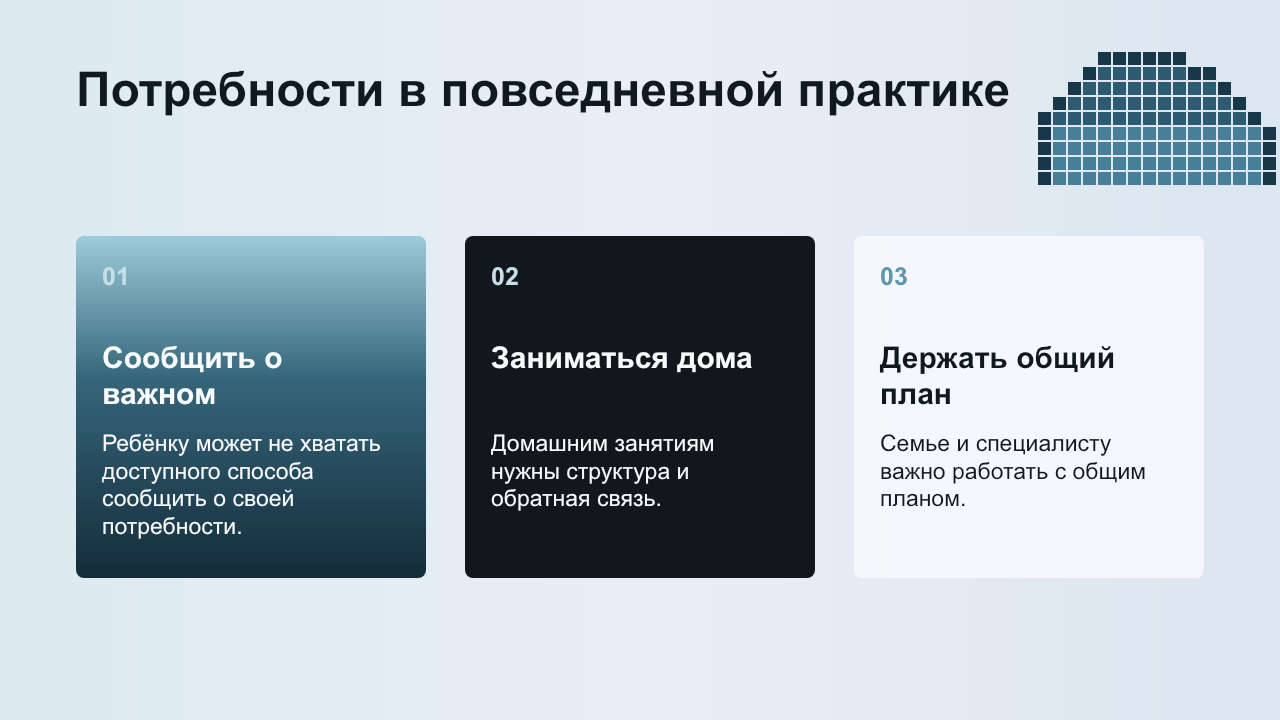 Потребности в повседневной практике
01
Сообщить о
важном
Ребёнку может не хватать
доступного способа
сообщить о своей
потребности.
02
Заниматься дома
Домашним занятиям
нужны структура и
обратная связь.
03
Держать общий
план
Семье и специалисту
важно работать с общим
планом.